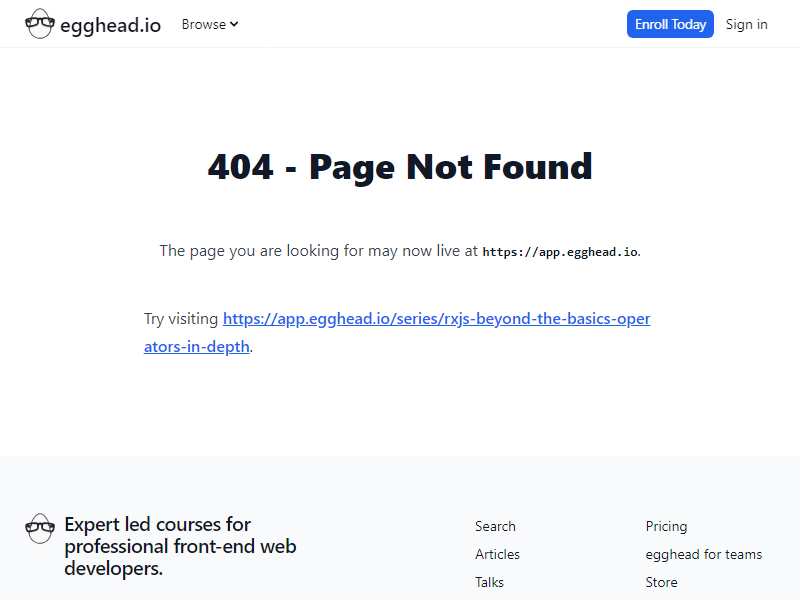 egghead.io Browse Enroll Today Sign in
404 - Page Not Found
The page you are looking for may now live at https://app.egghead.io.
Try visiting https://app.egghead.io/series/rxjs-beyond-the-basics-oper
ators-in-depth.
Expert led courses for
professional front-end web
developers.
Search
Articles
Talks
Pricing
egghead for teams
Store